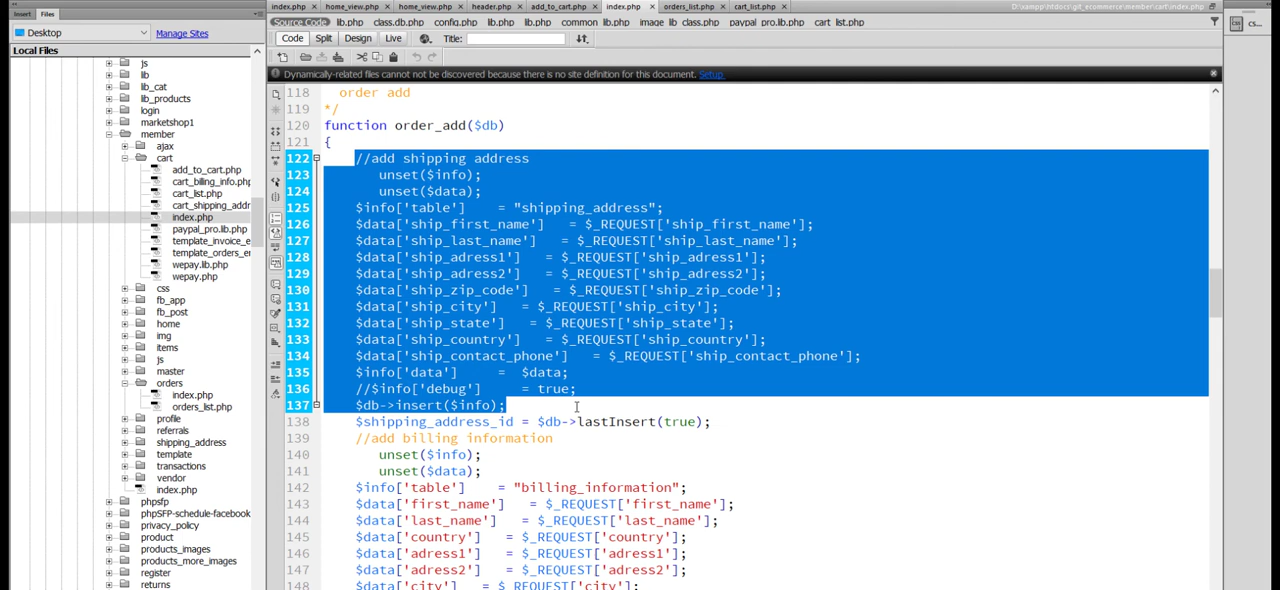 index.php × home_view.php × home_view.php × header.php × add_to_cart.php × index.php × orders_list.php × cart_list.php ×
D:\xampp\htdocs\git_ecommerce\member\cart\index.php
Insert Files
Source Code lib.php class.db.php config.php lib.php common lib.php image lib class.php paypal pro.lib.php cart list.php
Desktop Manage Sites
Code Split Design Live Title:
Local Files
Dynamically-related files cannot be discovered because there is no site definition for this document. Setup
js
lib
lib_cat
lib_products
login
marketshop1
member
ajax
cart
add_to_cart.php
cart_billing_info.php
cart_list.php
cart_shipping_addr
index.php
paypal_pro.lib.php
template_invoice_e
template_orders_er
wepay.lib.php
wepay.php
css
fb_app
fb_post
home
img
items
js
master
orders
index.php
orders_list.php
profile
referrals
shipping_address
template
transactions
vendor
index.php
phpsfp
phpSFP-schedule-facebook
privacy_policy
product
products_images
products_more_images
register
returns
118 order add
119 */
120 function order_add($db)
121 {
122 //add shipping address
123 unset($info);
124 unset($data);
125 $info['table'] = "shipping_address";
126 $data['ship_first_name'] = $_REQUEST['ship_first_name'];
127 $data['ship_last_name'] = $_REQUEST['ship_last_name'];
128 $data['ship_adress1'] = $_REQUEST['ship_adress1'];
129 $data['ship_adress2'] = $_REQUEST['ship_adress2'];
130 $data['ship_zip_code'] = $_REQUEST['ship_zip_code'];
131 $data['ship_city'] = $_REQUEST['ship_city'];
132 $data['ship_state'] = $_REQUEST['ship_state'];
133 $data['ship_country'] = $_REQUEST['ship_country'];
134 $data['ship_contact_phone'] = $_REQUEST['ship_contact_phone'];
135 $info['data'] = $data;
136 //$info['debug'] = true;
137 $db->insert($info);
138 $shipping_address_id = $db->lastInsert(true);
139 //add billing information
140 unset($info);
141 unset($data);
142 $info['table'] = "billing_information";
143 $data['first_name'] = $_REQUEST['first_name'];
144 $data['last_name'] = $_REQUEST['last_name'];
145 $data['country'] = $_REQUEST['country'];
146 $data['adress1'] = $_REQUEST['adress1'];
147 $data['adress2'] = $_REQUEST['adress2'];
148 $data['city'] = $_REQUEST['city'];